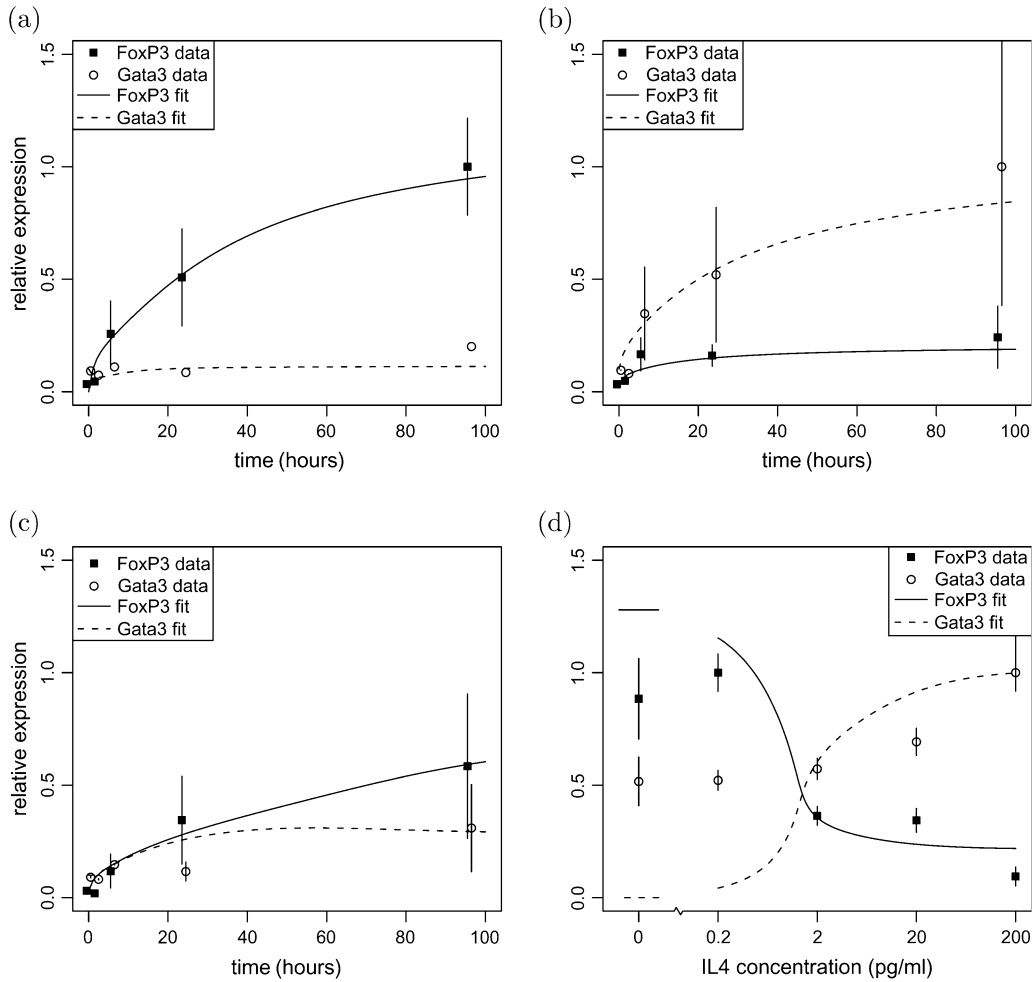 (a)
FoxP3 data
Gata3 data
FoxP3 fit
Gata3 fit
relative expression
0.0 0.5 1.0 1.5
0 20 40 60 80 100
time (hours)
(b)
FoxP3 data
Gata3 data
FoxP3 fit
Gata3 fit
0.0 0.5 1.0 1.5
0 20 40 60 80 100
time (hours)
(c)
FoxP3 data
Gata3 data
FoxP3 fit
Gata3 fit
relative expression
0.0 0.5 1.0 1.5
0 20 40 60 80 100
time (hours)
(d)
FoxP3 data
Gata3 data
FoxP3 fit
Gata3 fit
0.0 0.5 1.0 1.5
0 0.2 2 20 200
IL4 concentration (pg/ml)